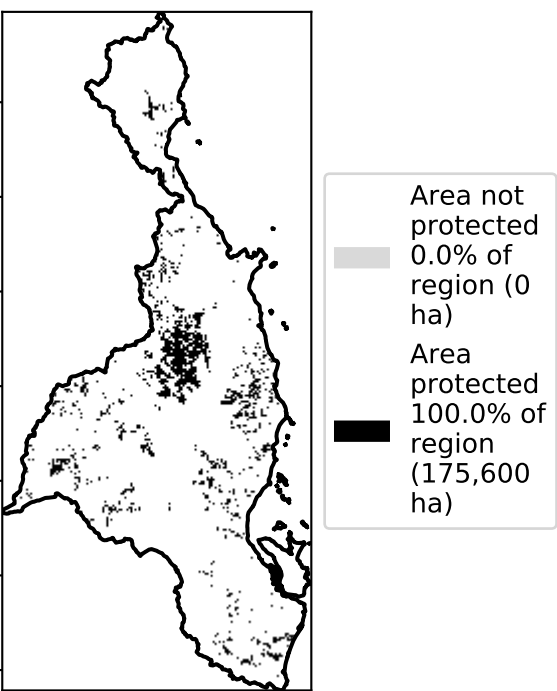 Area not
protected
0.0% of
region (0
ha)
Area
protected
100.0% of
region
(175,600
ha)